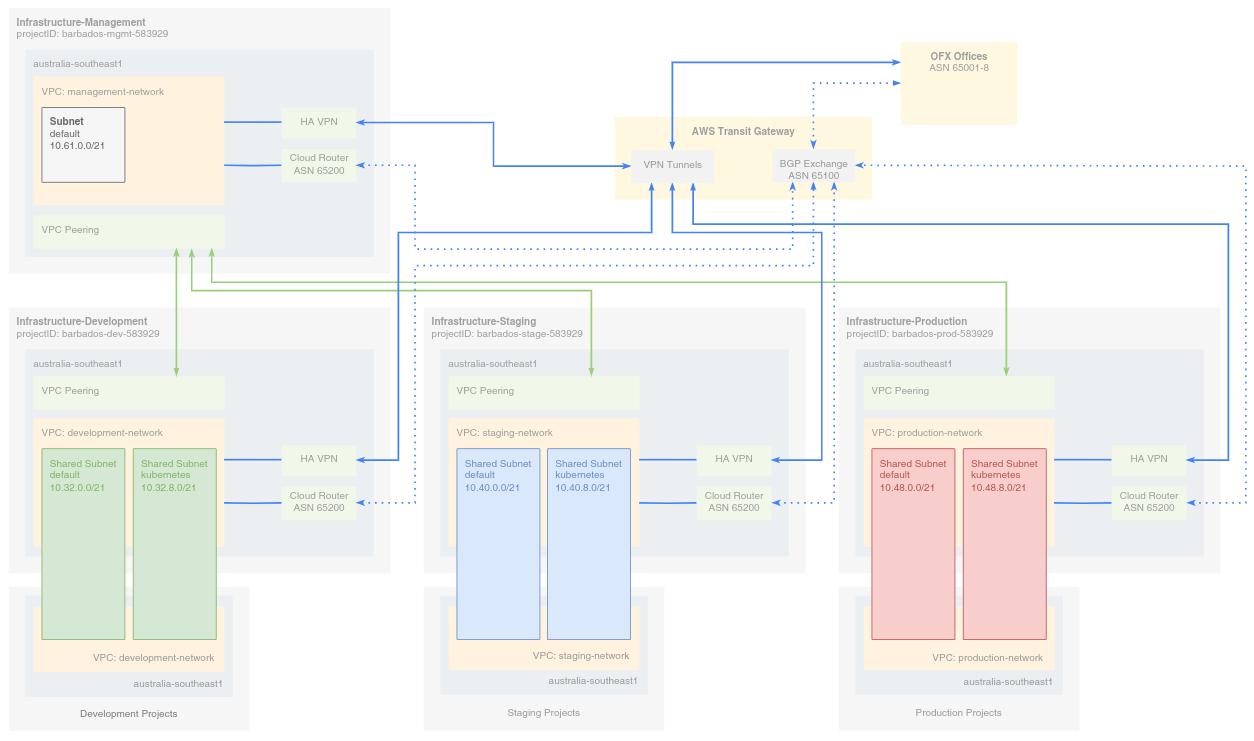 Infrastructure-Management
projectID: barbados-mgmt-583929
australia-southeast1
VPC: management-network
Subnet
default
10.61.0.0/21
HA VPN
Cloud Router
ASN 65200
VPC Peering
OFX Offices
ASN 65001-8
AWS Transit Gateway
VPN Tunnels
BGP Exchange
ASN 65100
Infrastructure-Development
projectID: barbados-dev-583929
australia-southeast1
VPC Peering
VPC: development-network
Shared Subnet
default
10.32.0.0/21
Shared Subnet
kubernetes
10.32.8.0/21
HA VPN
Cloud Router
ASN 65200
VPC: development-network
australia-southeast1
Development Projects
Infrastructure-Staging
projectID: barbados-stage-583929
australia-southeast1
VPC Peering
VPC: staging-network
Shared Subnet
default
10.40.0.0/21
Shared Subnet
kubernetes
10.40.8.0/21
HA VPN
Cloud Router
ASN 65200
VPC: staging-network
australia-southeast1
Staging Projects
Infrastructure-Production
projectID: barbados-prod-583929
australia-southeast1
VPC Peering
VPC: production-network
Shared Subnet
default
10.48.0.0/21
Shared Subnet
kubernetes
10.48.8.0/21
HA VPN
Cloud Router
ASN 65200
VPC: production-network
australia-southeast1
Production Projects